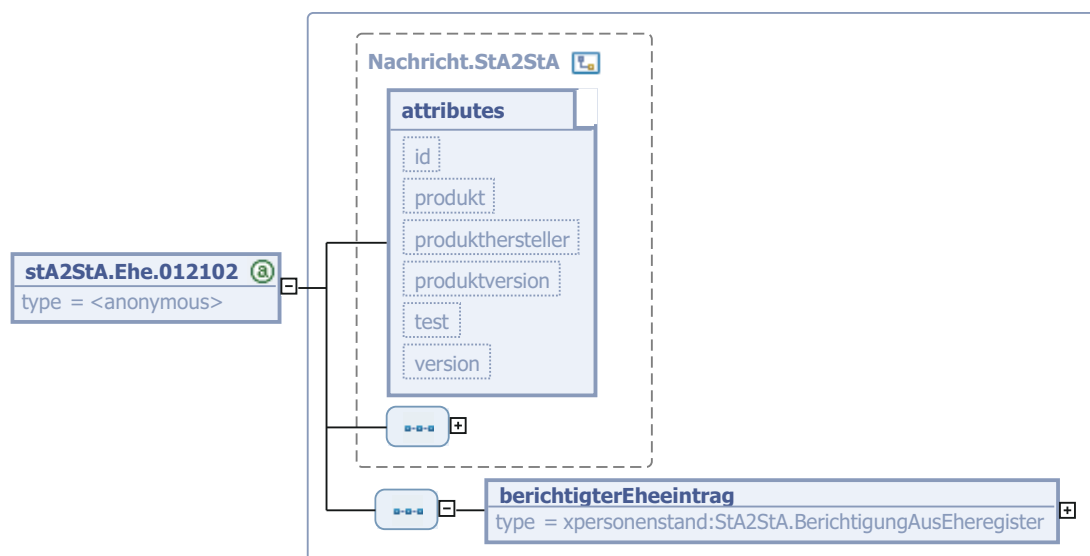 Nachricht.StA2StA
attributes
id
produkt
produkthersteller
produktversion
test
version
stA2StA.Ehe.012102 a
type = <anonymous>
berichtigterEheeintrag
type = xpersonenstand:StA2StA.BerichtigungAusEheregister